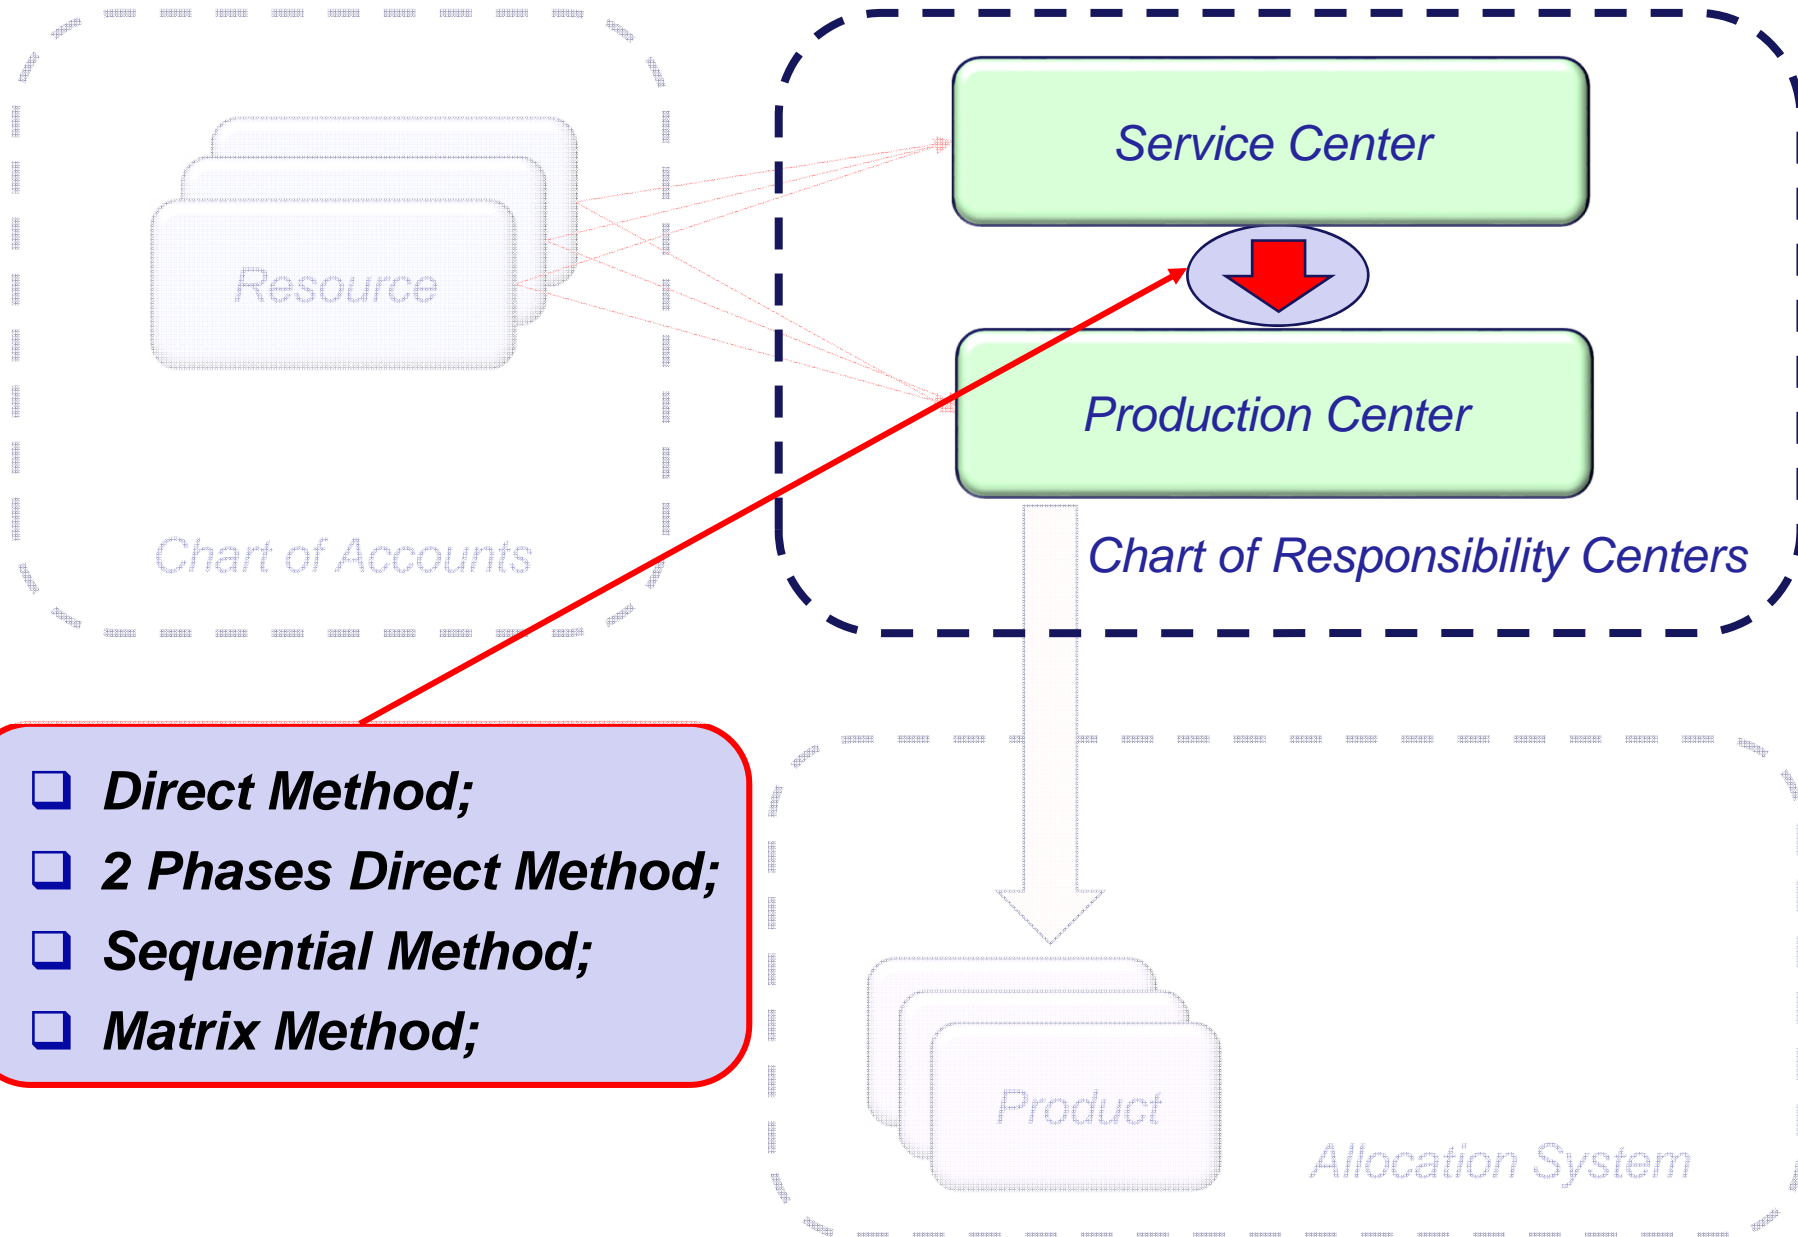 Service Center
Resource
Production Center
Chart of Accounts
Chart of Responsibility Centers
Direct Method;
2 Phases Direct Method;
Sequential Method;
Matrix Method;
Product
Allocation System